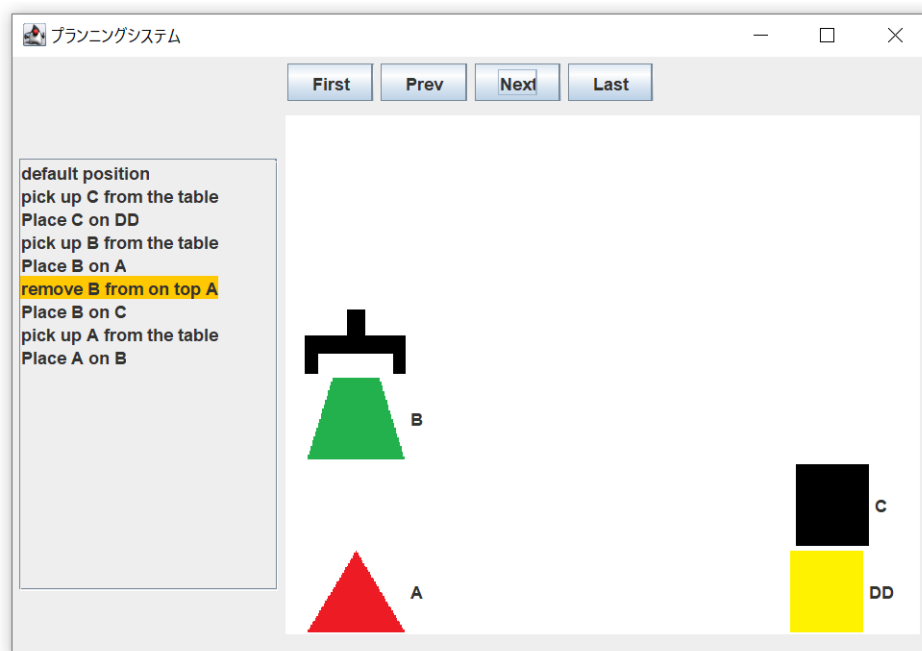 プランニングシステム
First Prev Next Last
default position
pick up C from the table
Place C on DD
pick up B from the table
Place B on A
remove B from on top A
Place B on C
pick up A from the table
Place A on B
B
C
A
DD